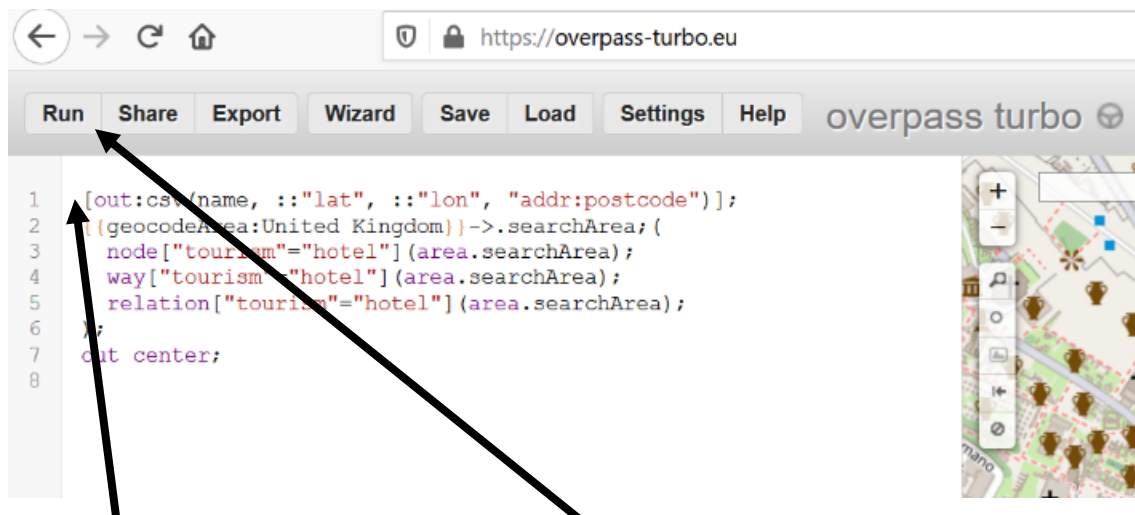 https://overpass-turbo.eu
Run Share Export Wizard Save Load Settings Help overpass turbo
1 [out:csv(name, ::"lat", ::"lon", "addr:postcode")];
2 {{geocodeArea:United Kingdom}}->.searchArea;(
3 node["tourism"="hotel"](area.searchArea);
4 way["tourism"="hotel"](area.searchArea);
5 relation["tourism"="hotel"](area.searchArea);
6 );
7 out center;
8
+
−
mano